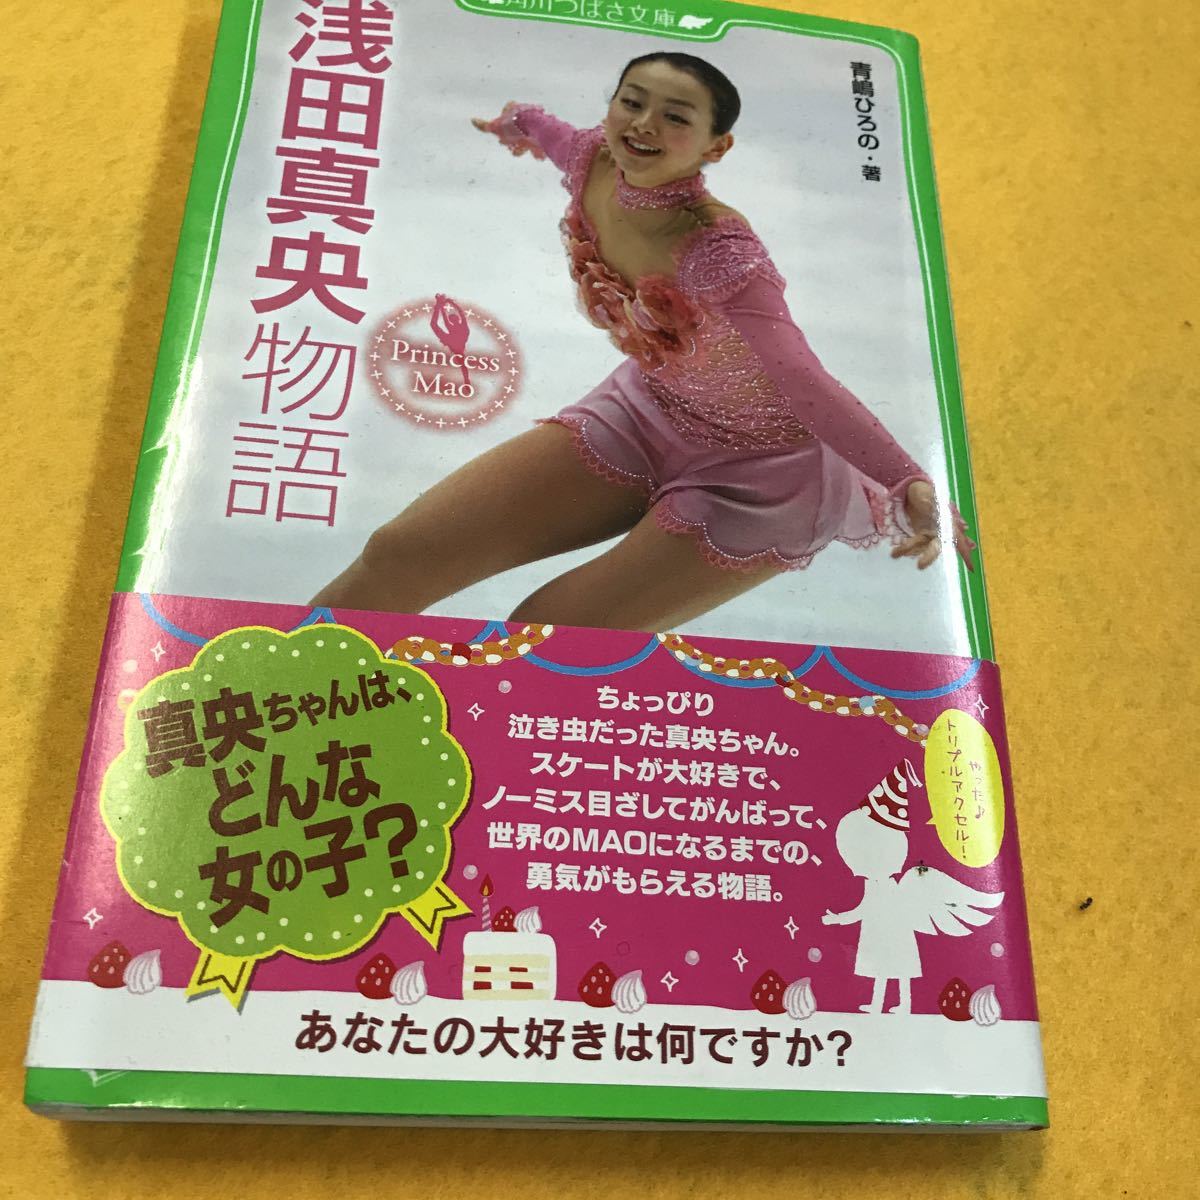 角川つばさ文庫
浅田真央物語
青嶋ひろの・著
Princess
Mao
真央ちゃんは、
どんな
女の子?
ちょっぴり
泣き虫だった真央ちゃん。
スケートが大好きで、
ノーミス目ざしてがんばって、
世界のMAOになるまでの、
勇気がもらえる物語。
やった♪
トリプルアクセル!
あなたの大好きは何ですか?